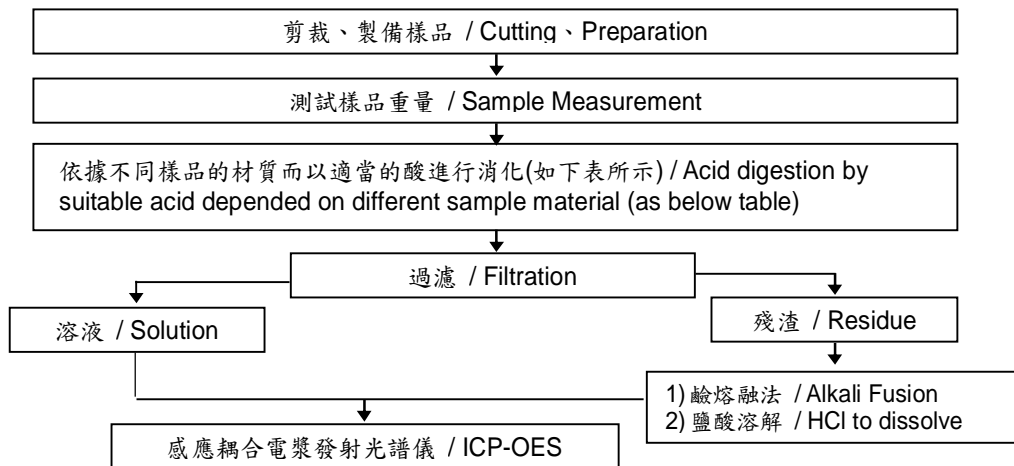 剪裁、製備樣品 / Cutting、Preparation
測試樣品重量 / Sample Measurement
依據不同樣品的材質而以適當的酸進行消化(如下表所示) / Acid digestion by
suitable acid depended on different sample material (as below table)
過濾 / Filtration
溶液 / Solution
殘渣 / Residue
1) 鹼熔融法 / Alkali Fusion
2) 鹽酸溶解 / HCl to dissolve
感應耦合電漿發射光譜儀 / ICP-OES